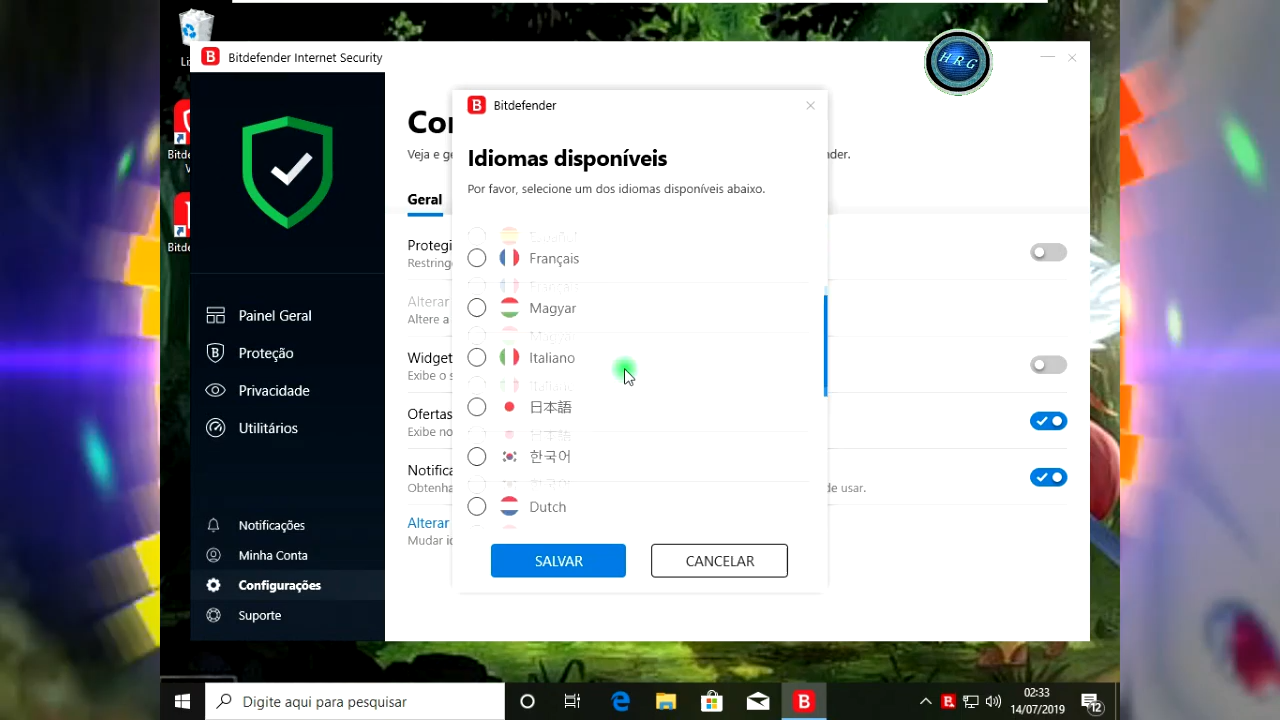 Bitdefender Internet Security
HRG
Bitdefender
Idiomas disponíveis
Veja e ge
nder.
Por favor, selecione um dos idiomas disponíveis abaixo.
Geral
Español
Protegi
Restring
Français
Alterar
Altere a
Magyar
Painel Geral
Proteção
Widget
Exibe o s
Italiano
Privacidade
Ofertas
Exibe no
日本語
Utilitários
Notifica
Obtenha
한국어
de usar.
Dutch
Notificações
Alterar
Mudar id
Minha Conta
SALVAR
CANCELAR
Configurações
Suporte
Digite aqui para pesquisar
02:33
14/07/2019
12